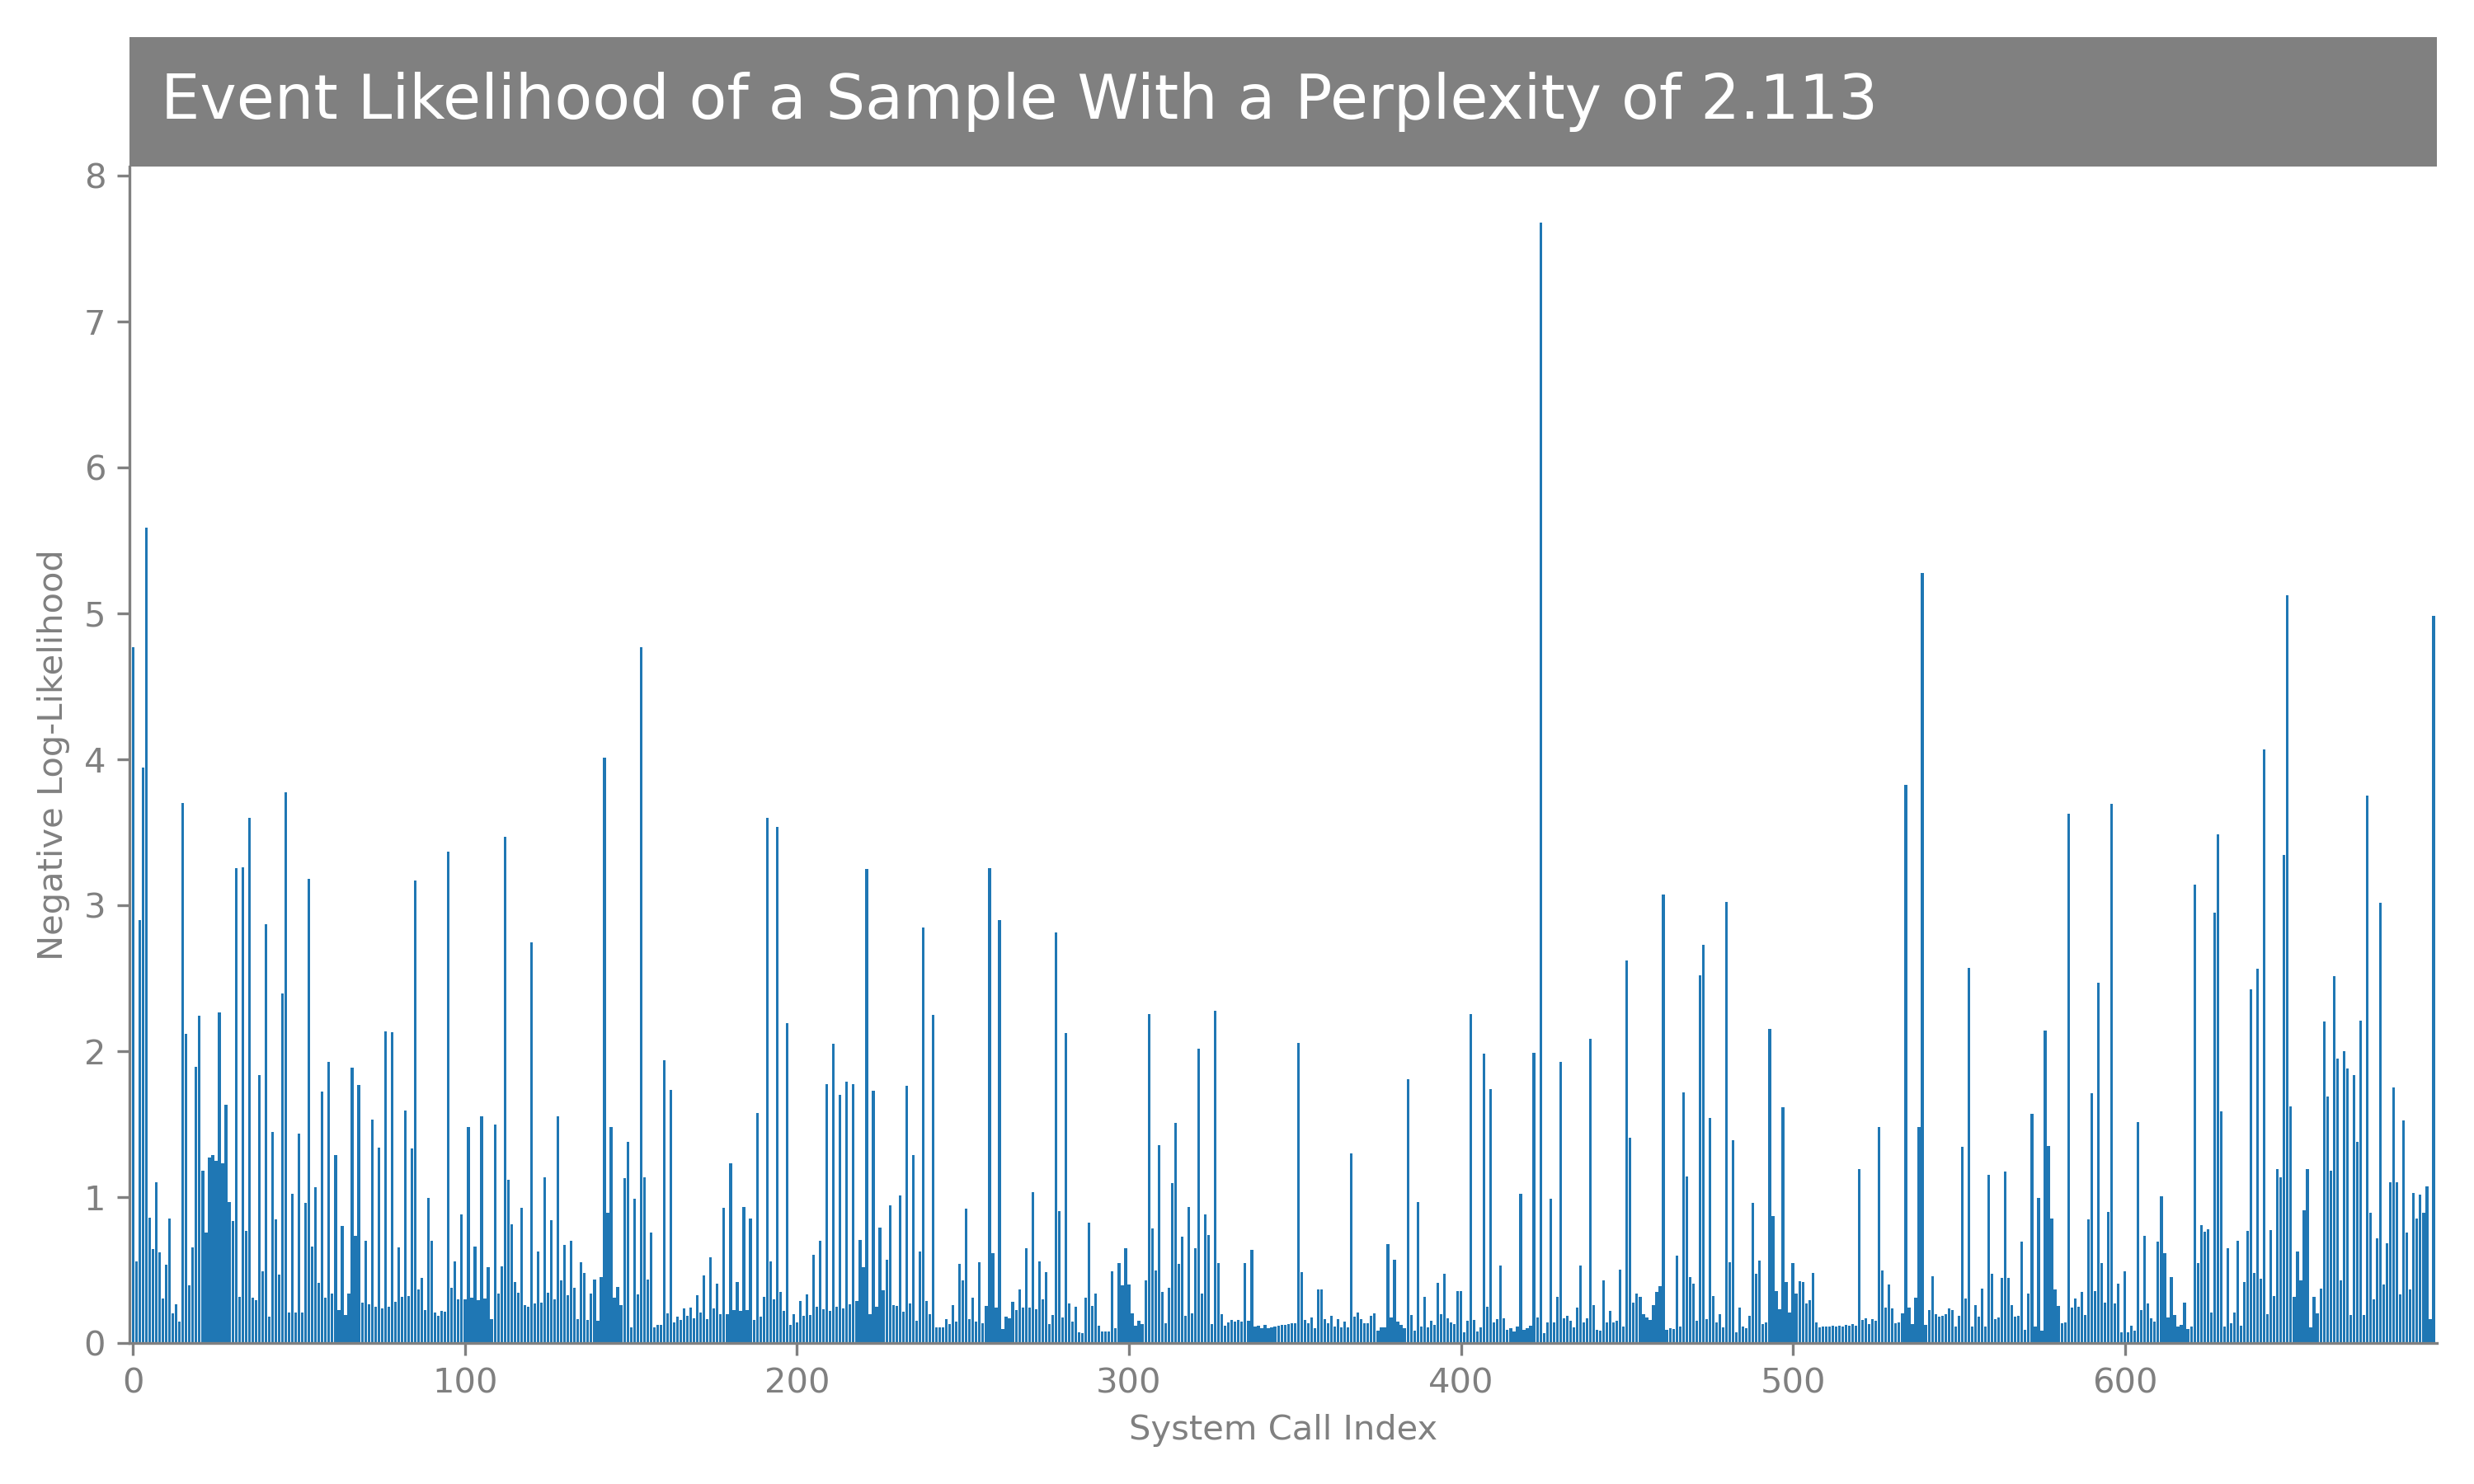 Event Likelihood of a Sample With a Perplexity of 2.113
8
7
6
5
4
3
2
1
0
Negative Log-Likelihood
0 100 200 300 400 500 600
System Call Index